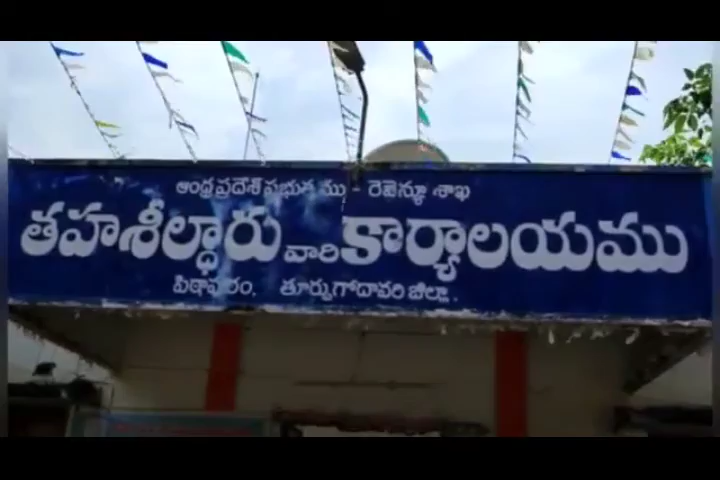 ఆంధ్రప్రదేశ్ ప్రభుత్వము - రెవెన్యూ శాఖ
తహశీల్ధారు వారి కార్యాలయము
పిఠాపురం, తూర్పుగోదావరి జిల్లా.